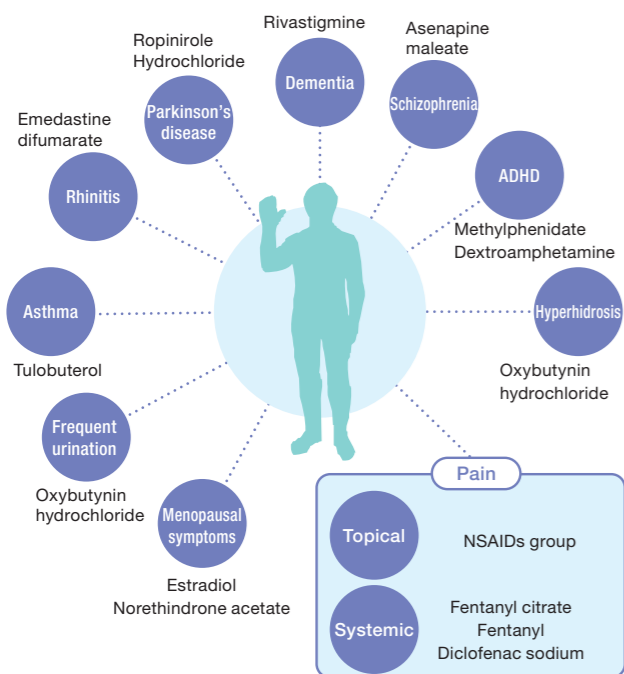 Rivastigmine
Dementia
Asenapine
maleate
Schizophrenia
Ropinirole
Hydrochloride
Parkinson's
disease
Emedastine
difumarate
Rhinitis
ADHD
Methylphenidate
Dextroamphetamine
Asthma
Tulobuterol
Hyperhidrosis
Oxybutynin
hydrochloride
Frequent
urination
Oxybutynin
hydrochloride
Menopausal
symptoms
Estradiol
Norethindrone acetate
Pain
Topical
NSAIDs group
Systemic
Fentanyl citrate
Fentanyl
Diclofenac sodium